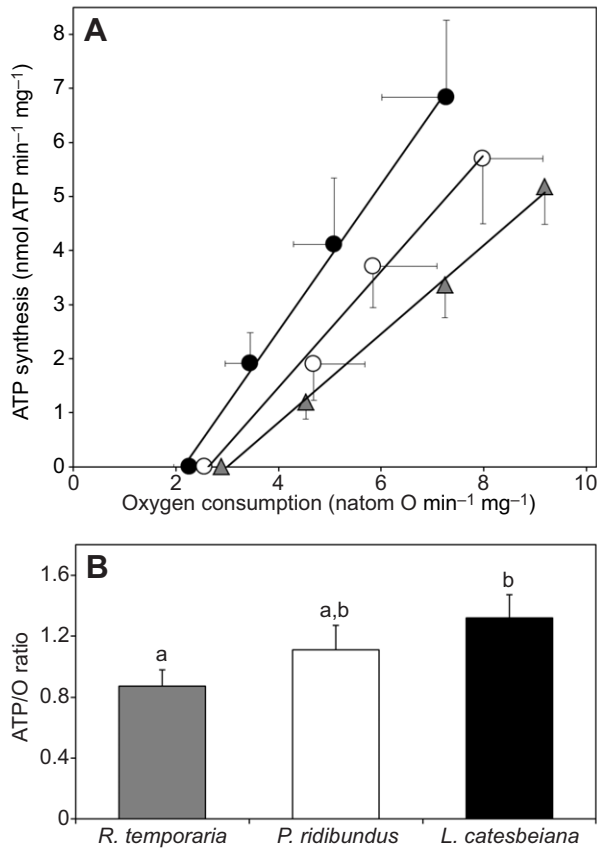 A
ATP synthesis (nmol ATP min⁻¹ mg⁻¹)
8
7
6
5
4
3
2
1
0
0 2 4 6 8 10
Oxygen consumption (natom O min⁻¹ mg⁻¹)
B
ATP/O ratio
1.6
1.2
0.8
0.4
0
a
a,b
b
R. temporaria P. ridibundus L. catesbeiana